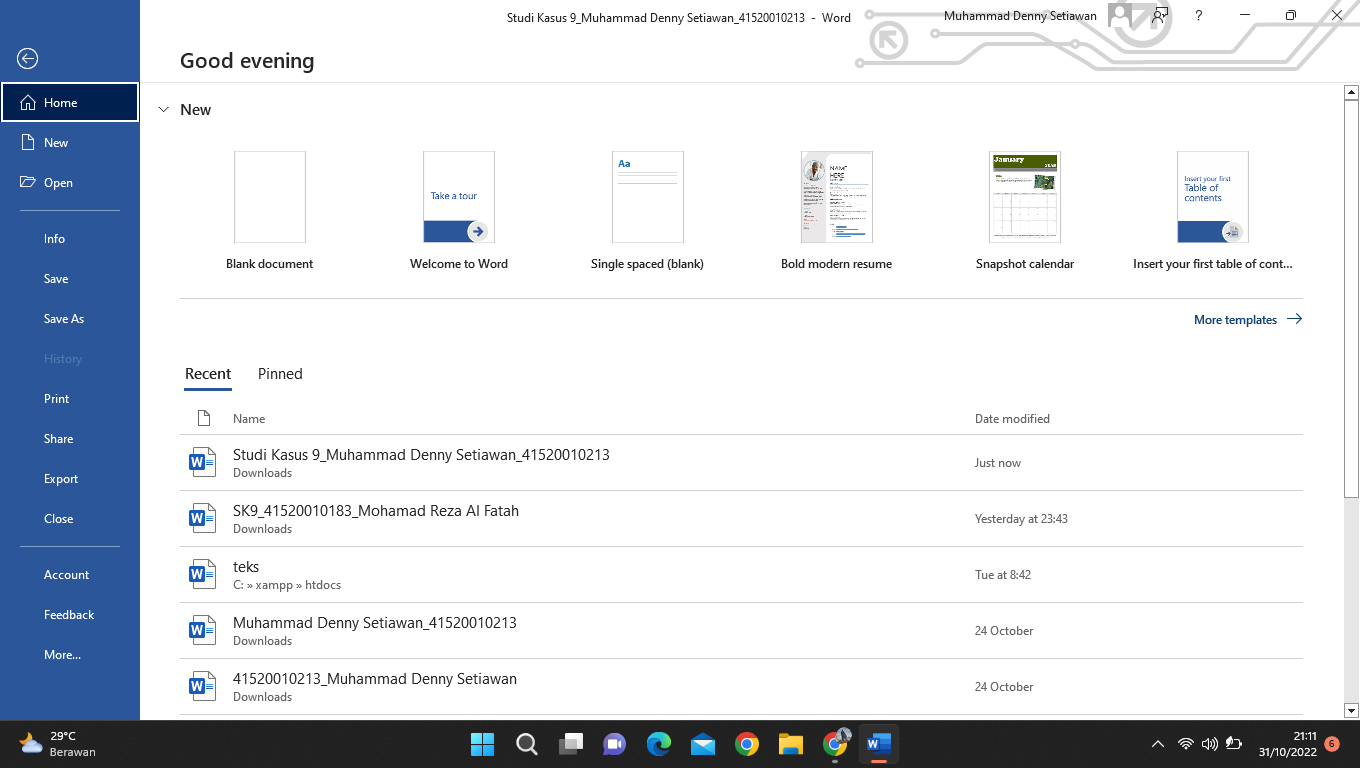 Studi Kasus 9_Muhammad Denny Setiawan_41520010213 - Word
Muhammad Denny Setiawan
?
Good evening
Home
New
Open
Info
Save
Save As
History
Print
Share
Export
Close
Account
Feedback
More...
New
Take a tour
Aa
NAME
HERE
January
YEAR
Insert your first
Table of
contents
Blank document
Welcome to Word
Single spaced (blank)
Bold modern resume
Snapshot calendar
Insert your first table of cont...
More templates
Recent
Pinned
Name
Date modified
Studi Kasus 9_Muhammad Denny Setiawan_41520010213
Downloads
Just now
SK9_41520010183_Mohamad Reza Al Fatah
Downloads
Yesterday at 23:43
teks
C: » xampp » htdocs
Tue at 8:42
Muhammad Denny Setiawan_41520010213
Downloads
24 October
41520010213_Muhammad Denny Setiawan
Downloads
24 October
29°C
Berawan
21:11
31/10/2022
6